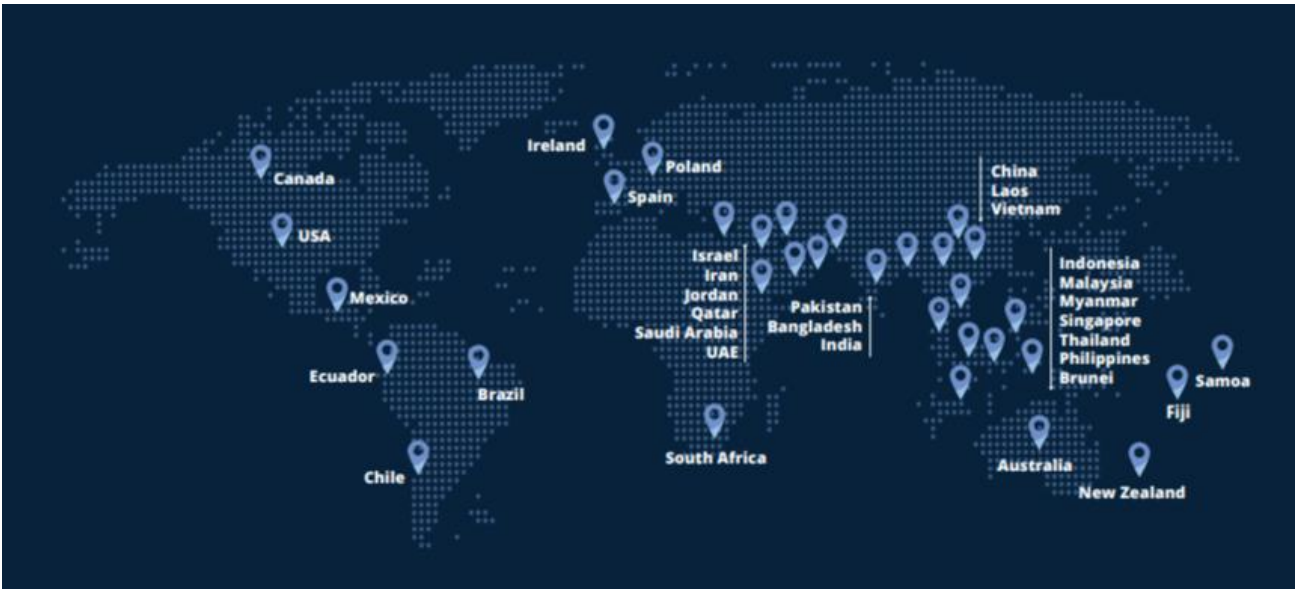 Canada
USA
Mexico
Ecuador
Brazil
Chile
Ireland
Poland
Spain
Israel
Iran
Jordan
Qatar
Saudi Arabia
UAE
South Africa
Pakistan
Bangladesh
India
China
Laos
Vietnam
Indonesia
Malaysia
Myanmar
Singapore
Thailand
Philippines
Brunei
Samoa
Fiji
Australia
New Zealand